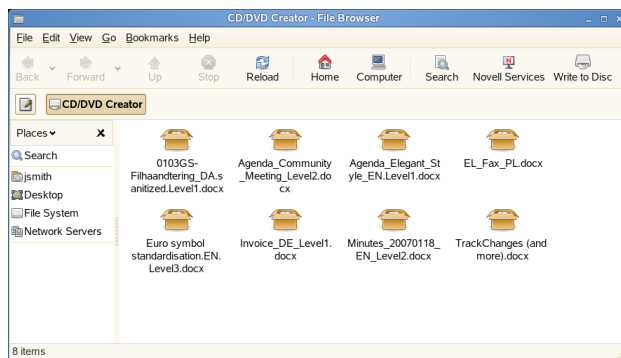 CD/DVD Creator - File Browser
File Edit View Go Bookmarks Help
Back Forward Up Stop Reload Home Computer Search Novell Services Write to Disc
CD/DVD Creator
Places
Search
jsmith
Desktop
File System
Network Servers
0103GS-
Filhaandtering_DA.s
anitized.Level1.docx
Agenda_Community
_Meeting_Level2.do
cx
Agenda_Elegant_St
yle_EN.Level1.docx
EL_Fax_PL.docx
Euro symbol
standardisation.EN.
Level3.docx
Invoice_DE_Level1.
docx
Minutes_20070118_
EN_Level2.docx
TrackChanges (and
more).docx
8 items